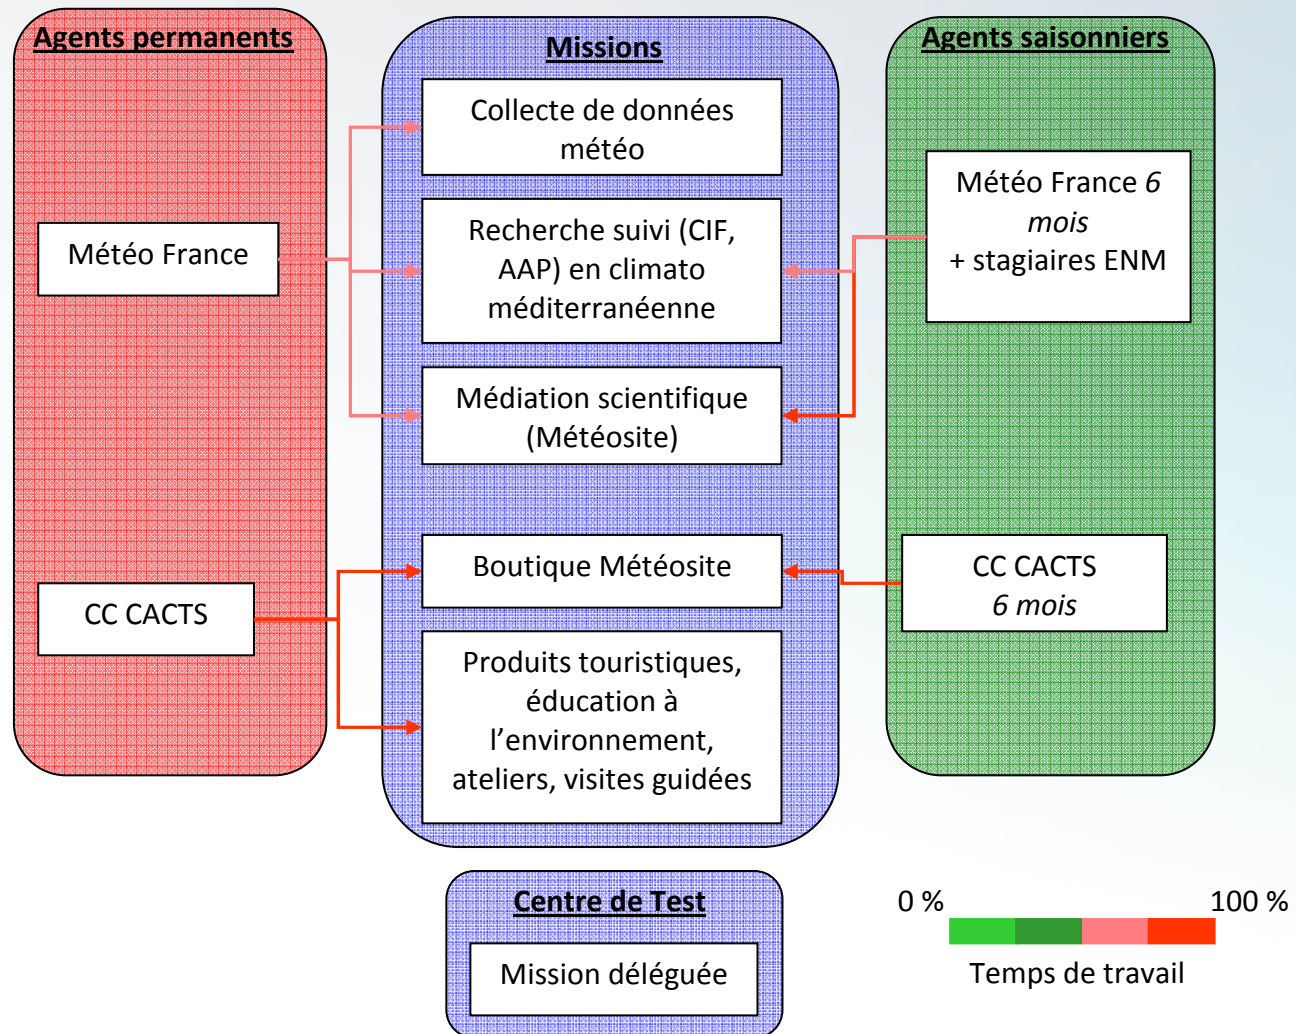 Agents permanents
Météo France
CC CACTS
Missions
Collecte de données
météo
Recherche suivi (CIF,
AAP) en climato
méditerranéenne
Médiation scientifique
(Météosite)
Boutique Météosite
Produits touristiques,
éducation à
l’environnement,
ateliers, visites guidées
Agents saisonniers
Météo France 6
mois
+ stagiaires ENM
CC CACTS
6 mois
Centre de Test
Mission déléguée
0 % 100 %
Temps de travail